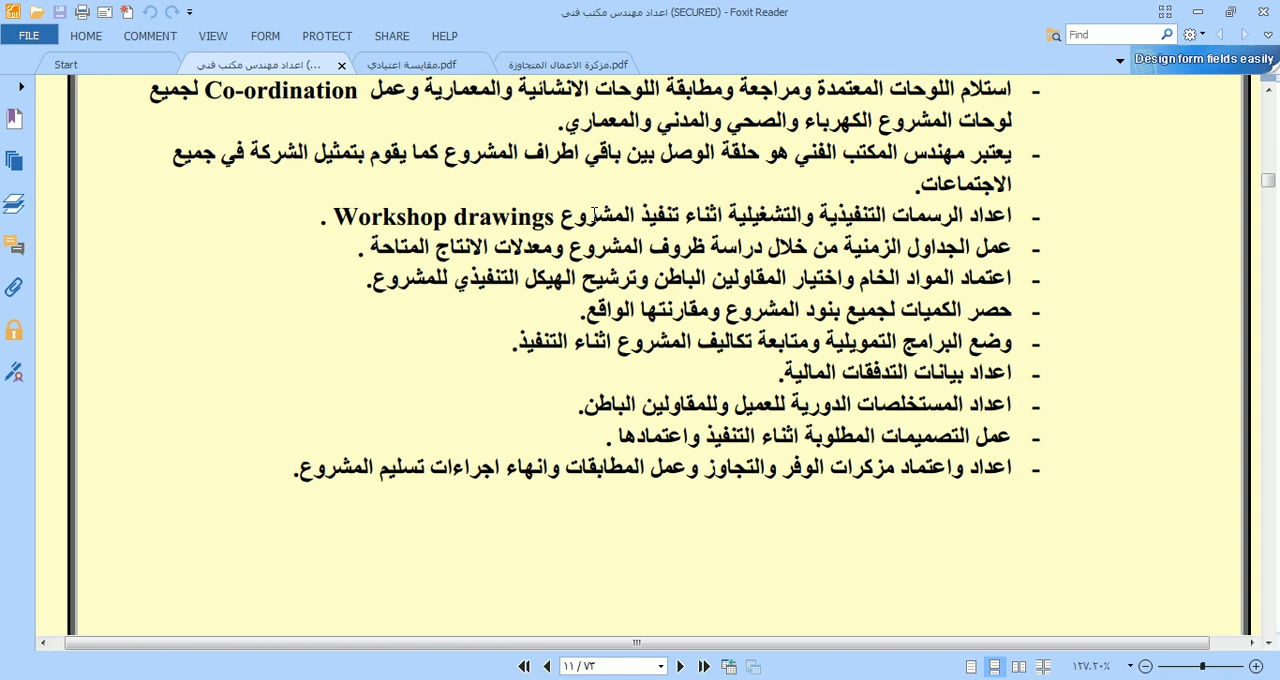 اعداد مهندس مكتب فني (SECURED) - Foxit Reader
FILE HOME COMMENT VIEW FORM PROTECT SHARE HELP Find
Start اعداد مهندس مكتب فني (... مقايسة اعتيادي.pdf مزكرة الاعمال المتجاوزة.pdf Design form fields easily
- استلام اللوحات المعتمدة ومراجعة ومطابقة اللوحات الانشائية والمعمارية وعمل Co-ordination لجميع
لوحات المشروع الكهرباء والصحي والمدني والمعماري.
- يعتبر مهندس المكتب الفني هو حلقة الوصل بين باقي اطراف المشروع كما يقوم بتمثيل الشركة في جميع
الاجتماعات.
- اعداد الرسمات التنفيذية والتشغيلية اثناء تنفيذ المشروع Workshop drawings .
- عمل الجداول الزمنية من خلال دراسة ظروف المشروع ومعدلات الانتاج المتاحة .
- اعتماد المواد الخام واختيار المقاولين الباطن وترشيح الهيكل التنفيذي للمشروع.
- حصر الكميات لجميع بنود المشروع ومقارنتها الواقع.
- وضع البرامج التمويلية ومتابعة تكاليف المشروع اثناء التنفيذ.
- اعداد بيانات التدفقات المالية.
- اعداد المستخلصات الدورية للعميل وللمقاولين الباطن.
- عمل التصميمات المطلوبة اثناء التنفيذ واعتمادها .
- اعداد واعتماد مزكرات الوفر والتجاوز وعمل المطابقات وانهاء اجراءات تسليم المشروع.
١١ / ٧٣ ١٢٧.٢٠%